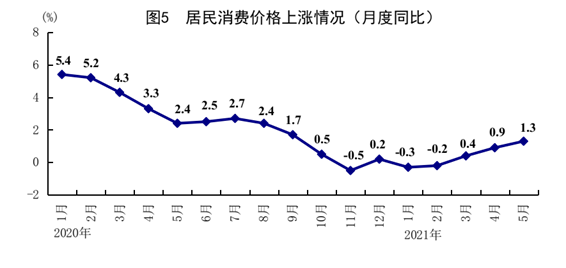 图5 居民消费价格上涨情况（月度同比）
(%)
8
6
4
2
0
-2
5.4
5.2
4.3
3.3
2.4
2.5
2.7
2.4
1.7
0.5
-0.5
0.2
-0.3
-0.2
0.4
0.9
1.3
1月
2月
3月
4月
5月
6月
7月
8月
9月
10月
11月
12月
1月
2月
3月
4月
5月
2020年
2021年